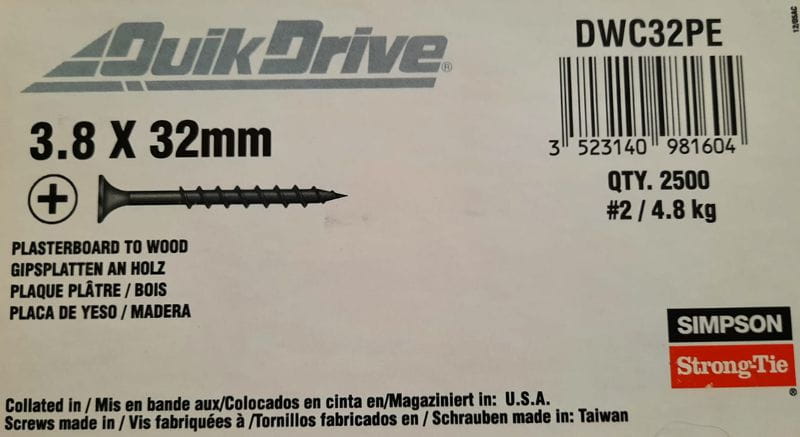 QuikDrive®
3.8 X 32mm
PLASTERBOARD TO WOOD
GIPSPLATTEN AN HOLZ
PLAQUE PLÂTRE / BOIS
PLACA DE YESO / MADERA
DWC32PE
3 523140 981604
QTY. 2500
#2 / 4.8 kg
12/05AC
SIMPSON
Strong-Tie
®
Collated in / Mis en bande aux/Colocados en cinta en/Magaziniert in: U.S.A.
Screws made in / Vis fabriquées à /Tornillos fabricados en / Schrauben made in: Taiwan